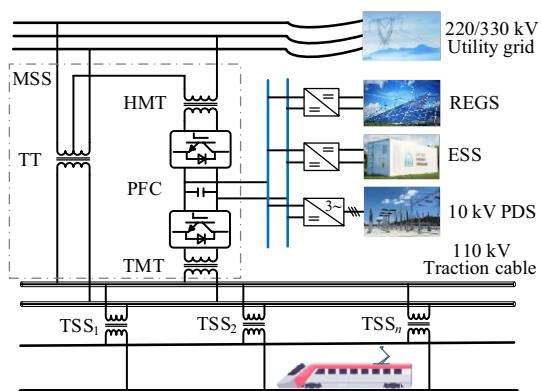 220/330 kV
Utility grid
MSS
HMT
REGS
TT
ESS
PFC
3~
10 kV PDS
TMT
110 kV
Traction cable
TSS₁
TSS₂
TSSₙ